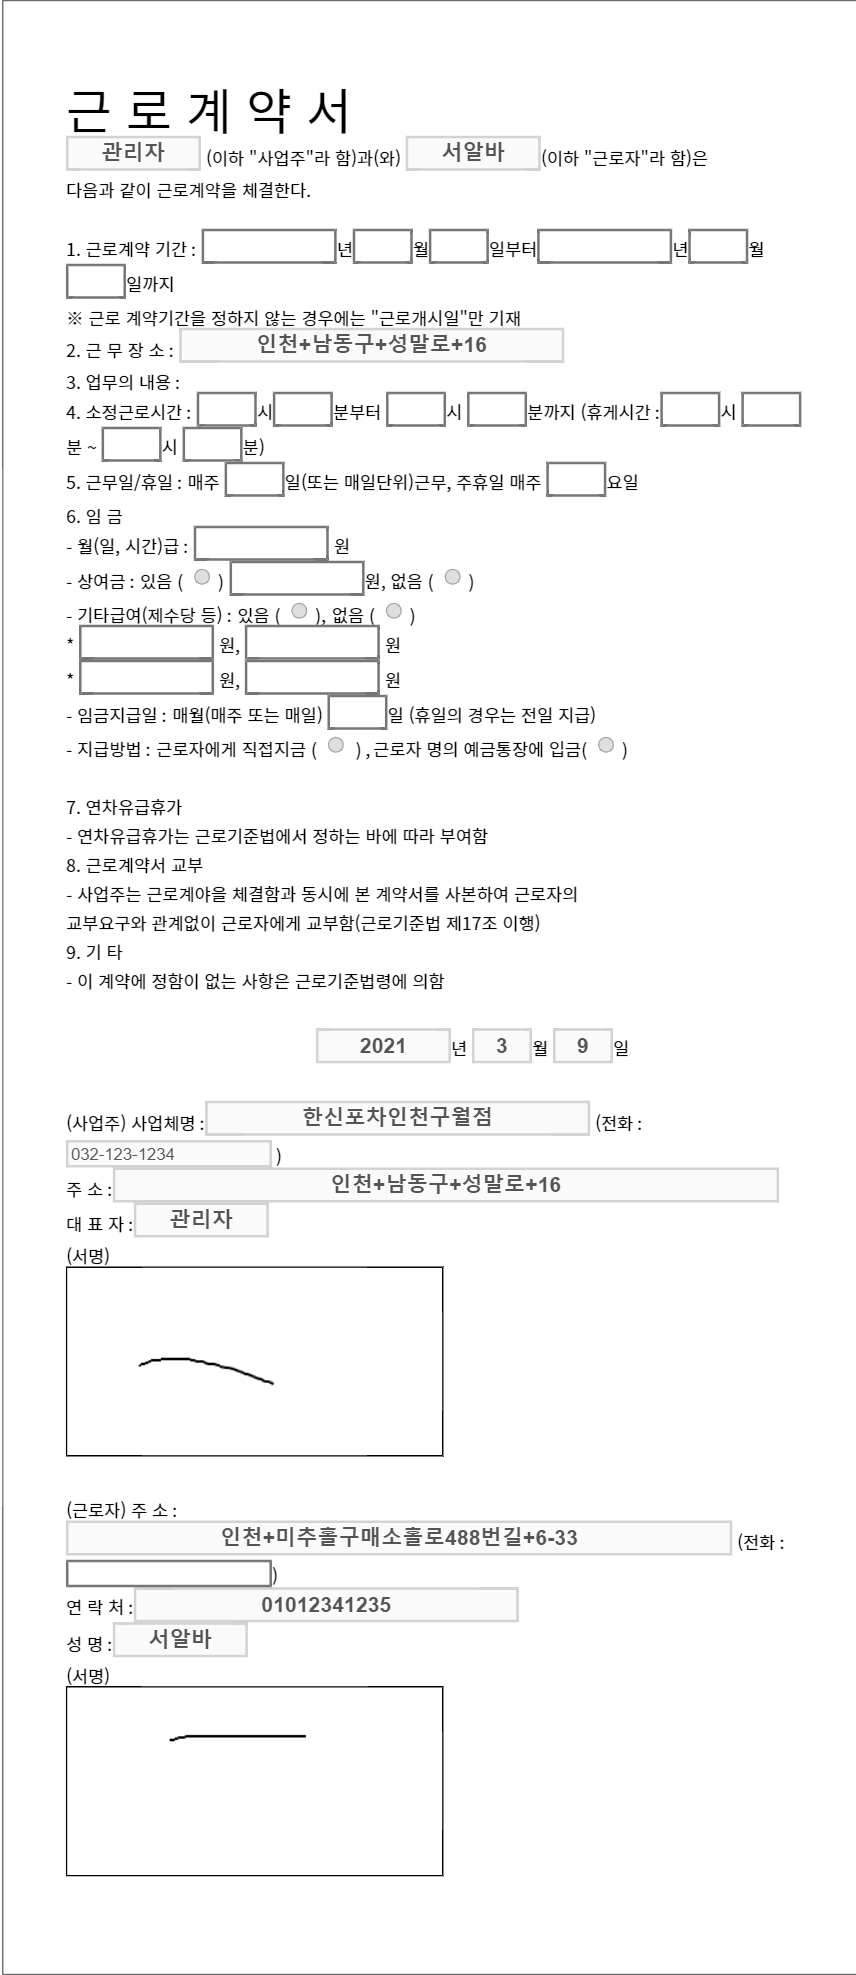 근 로 계 약 서
관리자 (이하 "사업주"라 함)과(와) 서알바 (이하 "근로자"라 함)은
다음과 같이 근로계약을 체결한다.
1. 근로계약 기간 : 년 월 일부터 년 월
일까지
※ 근로 계약기간을 정하지 않는 경우에는 "근로개시일"만 기재
2. 근 무 장 소 : 인천+남동구+성말로+16
3. 업무의 내용 :
4. 소정근로시간 : 시 분부터 시 분까지 (휴게시간 : 시
분 ~ 시 분)
5. 근무일/휴일 : 매주 일(또는 매일단위)근무, 주휴일 매주 요일
6. 임 금
- 월(일, 시간)급 : 원
- 상여금 : 있음 ( ) 원, 없음 ( )
- 기타급여(제수당 등) : 있음 ( ), 없음 ( )
* 원, 원
* 원, 원
- 임금지급일 : 매월(매주 또는 매일) 일 (휴일의 경우는 전일 지급)
- 지급방법 : 근로자에게 직접지금 ( ) , 근로자 명의 예금통장에 입금( )
7. 연차유급휴가
- 연차유급휴가는 근로기준법에서 정하는 바에 따라 부여함
8. 근로계약서 교부
- 사업주는 근로계야을 체결함과 동시에 본 계약서를 사본하여 근로자의
교부요구와 관계없이 근로자에게 교부함(근로기준법 제17조 이행)
9. 기 타
- 이 계약에 정함이 없는 사항은 근로기준법령에 의함
2021 년 3 월 9 일
(사업주) 사업체명 : 한신포차인천구월점 (전화 :
032-123-1234 )
주 소 : 인천+남동구+성말로+16
대 표 자 : 관리자
(서명)
(근로자) 주 소 :
인천+미추홀구매소홀로488번길+6-33 (전화 :
)
연 락 처 : 01012341235
성 명 : 서알바
(서명)